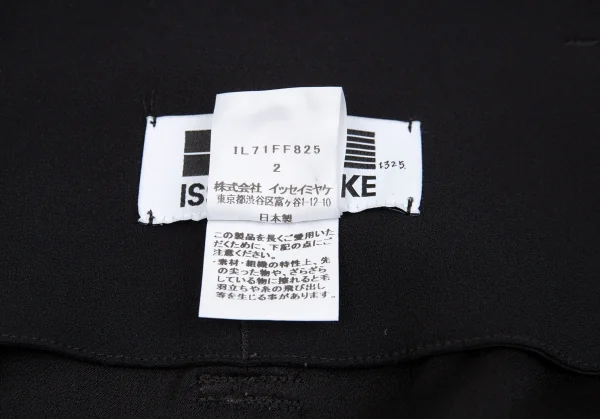 IL71FF825
2
1325.
ISS KE
株式会社 イッセイミヤケ
東京都渋谷区富ヶ谷1-12-10
日本製
この製品を長くご愛用いた
だくために、下記の点にご
注意ください。
・素材・組織の特性上、先
の尖った物や、ざらざら
している物に擦れると毛
羽立ちや糸の飛び出し
等を生じる事があります。